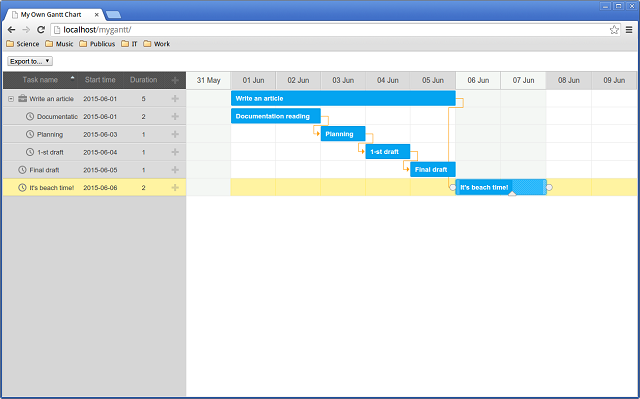 My Own Gantt Chart
localhost/mygantt/
Science Music Publicus IT Work
Export to...
Task name Start time Duration 31 May 01 Jun 02 Jun 03 Jun 04 Jun 05 Jun 06 Jun 07 Jun 08 Jun 09 Jun
Write an article 2015-06-01 5 Write an article
Documentatic 2015-06-01 2 Documentation reading
Planning 2015-06-03 1 Planning
1-st draft 2015-06-04 1 1-st draft
Final draft 2015-06-05 1 Final draft
It's beach time! 2015-06-06 2 It's beach time!